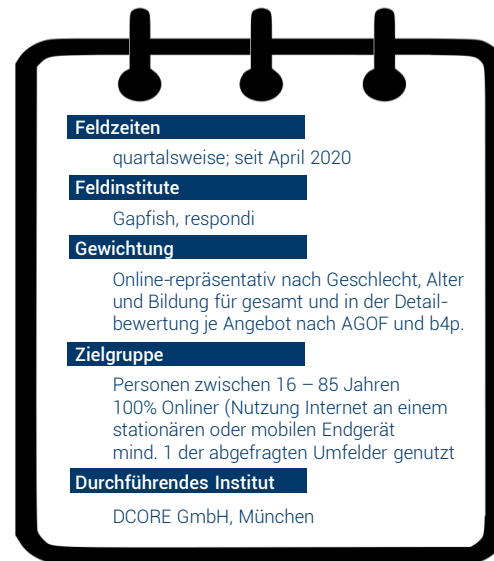 Feldzeiten
quartalsweise; seit April 2020
Feldinstitute
Gapfish, respondi
Gewichtung
Online-repräsentativ nach Geschlecht, Alter
und Bildung für gesamt und in der Detail-
bewertung je Angebot nach AGOF und b4p.
Zielgruppe
Personen zwischen 16 – 85 Jahren
100% Onliner (Nutzung Internet an einem
stationären oder mobilen Endgerät
mind. 1 der abgefragten Umfelder genutzt
Durchführendes Institut
DCORE GmbH, München